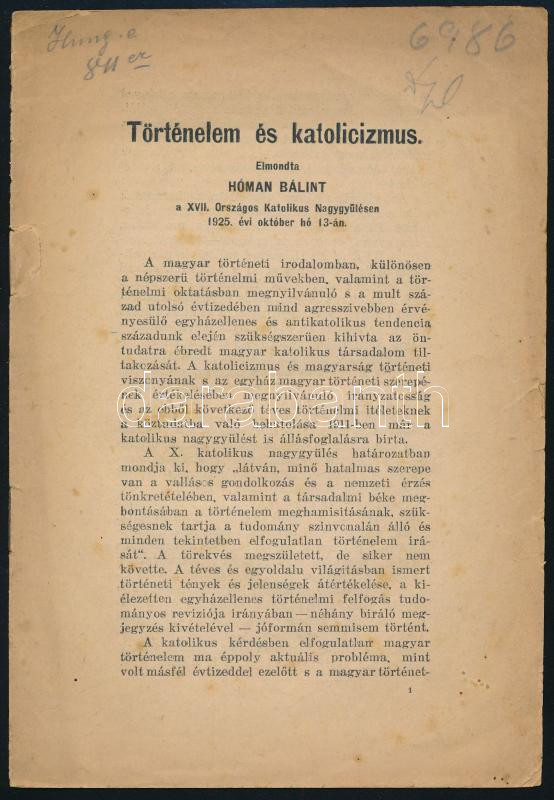 Hung. e.
811 er
6986
Történelem és katolicizmus.
Elmondta
HÓMAN BÁLINT
a XVII. Országos Katolikus Nagygyűlésen
1925. évi október hó 13-án.
A magyar történeti irodalomban, különösen
a népszerű történelmi művekben, valamint a tör-
ténelmi oktatásban megnyilvánuló s a mult szá-
zad utolsó évtizedében mind agresszivebben érvé-
nyesülő egyházellenes és antikatolikus tendencia
századunk elején szükségszerüen kihivta az ön-
tudatra ébredt magyar katolikus társadalom til-
takozását. A katolicizmus és magyarság történeti
viszonyának s az egyház magyar történeti szerepé-
nek értékelésében megnyilvánuló irányzatosság
és az ebből következő téves történelmi itéleteknek
a köztudatba való behatolása 1911-ben már a
katolikus nagygyülést is állásfoglalásra birta.
A X. katolikus nagygyülés határozatban
mondja ki, hogy „látván, minő hatalmas szerepe
van a vallásos gondolkozás és a nemzeti érzés
tönkretételében, valamint a társadalmi béke meg-
bontásában a történelem meghamisitásának, szük-
ségesnek tartja a tudomány szinvonalán álló és
minden tekintetben elfogulatlan történelem irá-
sát“. A törekvés megszületett, de siker nem
követte. A téves és egyoldalu világitásban ismert
történeti tények és jelenségek átértékelése, a ki-
élezetten egyházellenes történelmi felfogás tudo-
mányos reviziója irányában — néhány biráló meg-
jegyzés kivételével — jóformán semmisem történt.
A katolikus kérdésben elfogulatlan magyar
történelem ma éppoly aktuális probléma, mint
volt másfél évtizeddel ezelőtt s a magyar történet-
1
darabanth